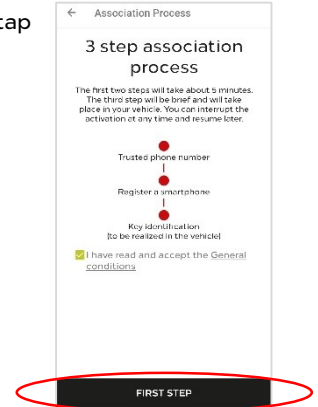 tap
← Association Process
3 step association
process
The first two steps will take about 5 minutes.
The third step will be brief and will take
place in your vehicle. You can interrupt the
activation at any time and resume later.
Trusted phone number
Register a smartphone
Key identification
(to be realized in the vehicle)
I have read and accept the General
conditions
FIRST STEP